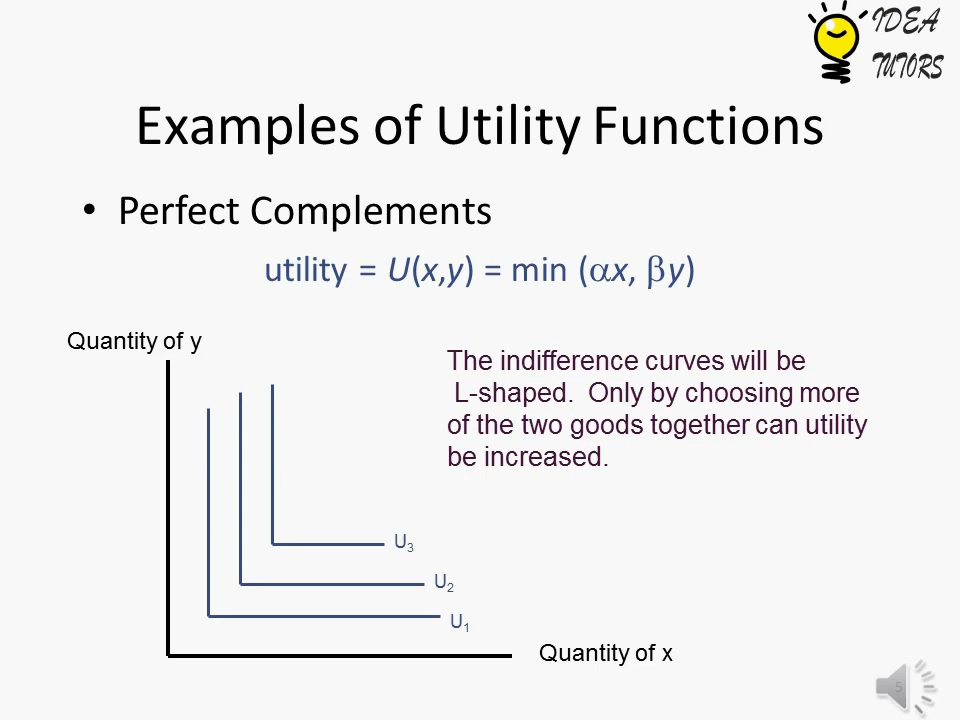 IDEA
TUTORS
Examples of Utility Functions
• Perfect Complements
utility = U(x,y) = min (αx, βy)
Quantity of y
The indifference curves will be
L-shaped. Only by choosing more
of the two goods together can utility
be increased.
U₃
U₂
U₁
Quantity of x
5